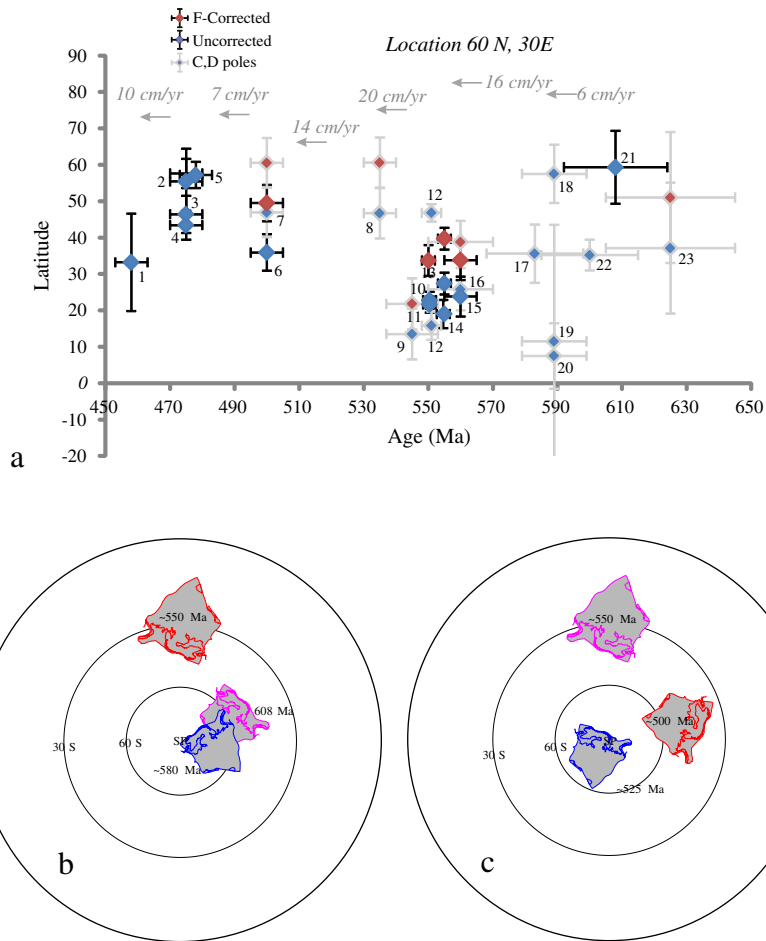 F-Corrected
Uncorrected
C,D poles
Location 60 N, 30E
10 cm/yr
7 cm/yr
14 cm/yr
20 cm/yr
16 cm/yr
6 cm/yr
Latitude
90
80
70
60
50
40
30
20
10
0
-10
-20
450 470 490 510 530 550 570 590 610 630 650
Age (Ma)
1
2
3
4
5
6
7
8
9
10
11
12
12
13
14
15
16
17
18
19
20
21
22
23
a
~550 Ma
608 Ma
SP
30 S
60 S
~580 Ma
b
~550 Ma
~500 Ma
SP
30 S
60 S
~525 Ma
c